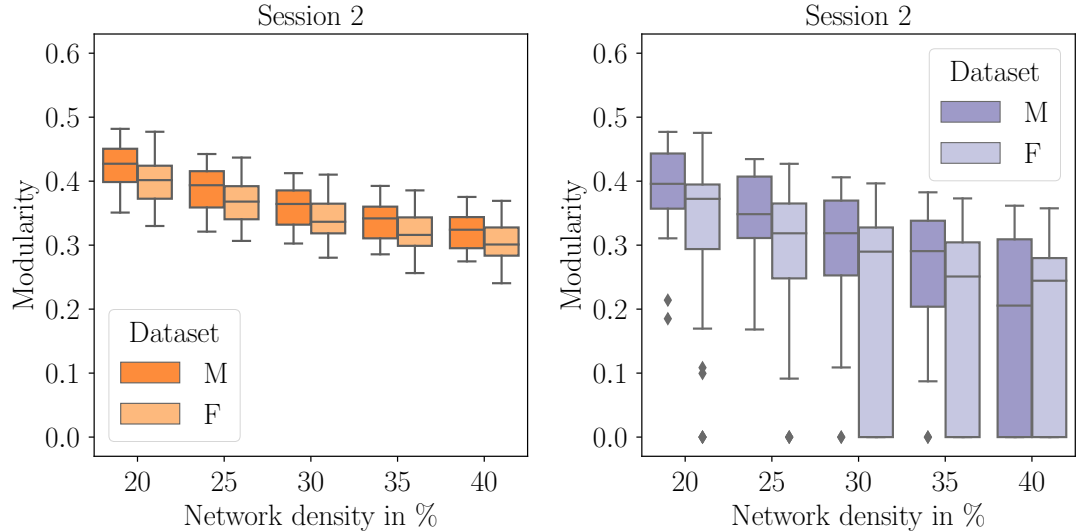 Session 2
0.6
0.5
0.4
0.3
0.2
0.1
0.0
Modularity
Dataset
M
F
20 25 30 35 40
Network density in %
Session 2
0.6
0.5
0.4
0.3
0.2
0.1
0.0
Modularity
Dataset
M
F
20 25 30 35 40
Network density in %